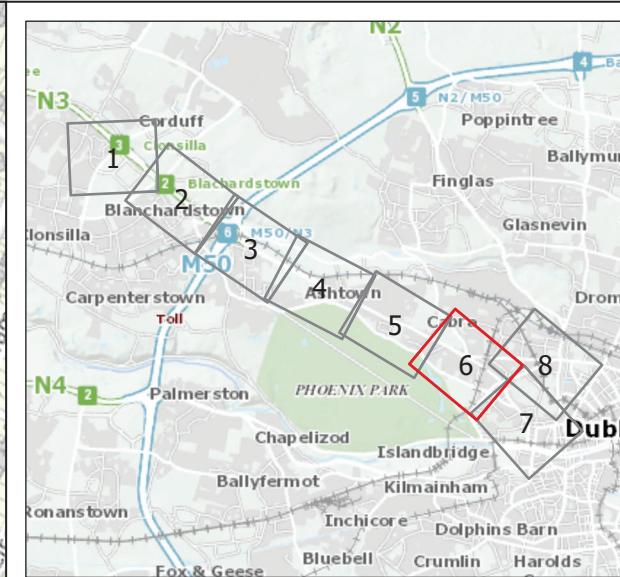 N2
4
Ba
ee
N3
5
N2/M50
Corduff
Poppintree
3
Clonsilla
1
Ballymu
2
Blachardstown
Finglas
2
Blanchardstown
Glasnevin
Clonsilla
6
M50/N3
3
M50
4
Carpenterstown
Ashtown
Drom
Toll
5
Cabra
N4
2
Palmerston
PHOENIX PARK
6
8
7
Dubl
Chapelizod
Islandbridge
Ballyfermot
Kilmainham
Ronanstown
Inchicore
Dolphins Barn
Bluebell
Crumlin
Harolds
Fox & Geese